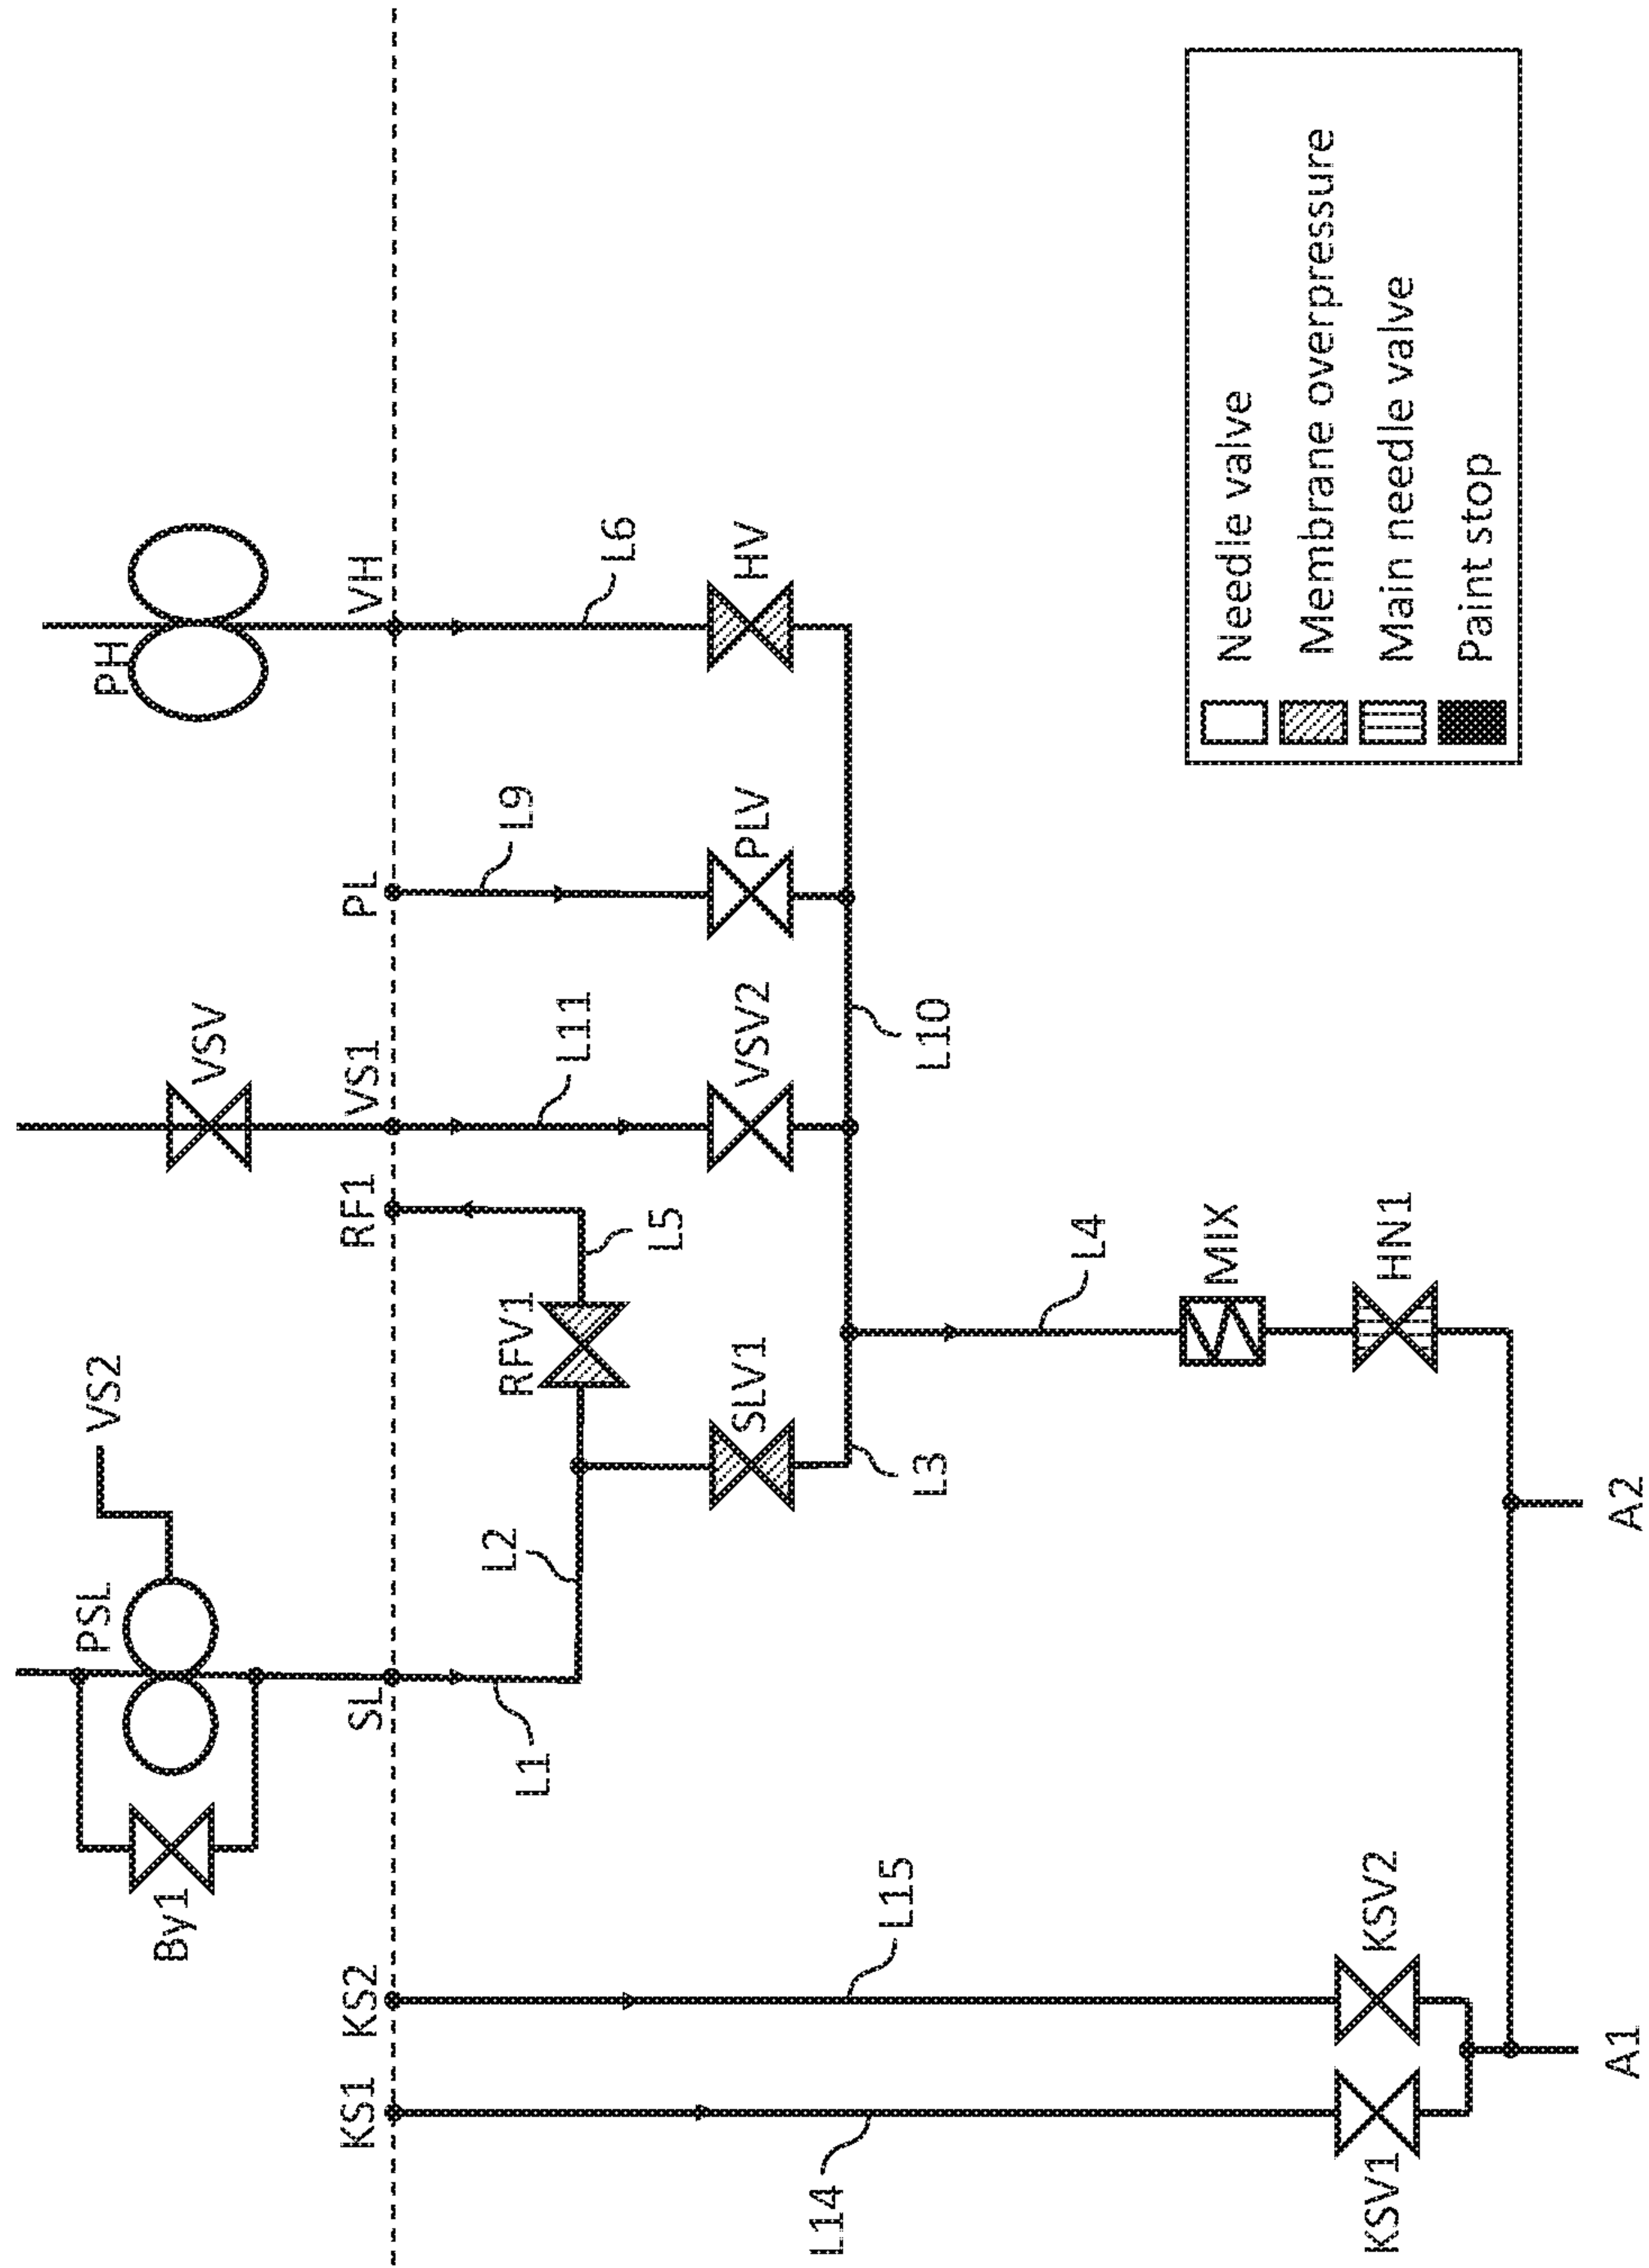 PH
VH
L6
HV
PL
L9
PLV
VSV
VS1
L11
VSV2
L10
RF1
L5
RFV1
SLV1
L3
L4
MIX
HN1
VS2
PSL
SL
L2
L1
By1
KS2
L15
KSV2
KS1
L14
KSV1
A1
A2
Needle valve
Membrane overpressure
Main needle valve
Paint stop